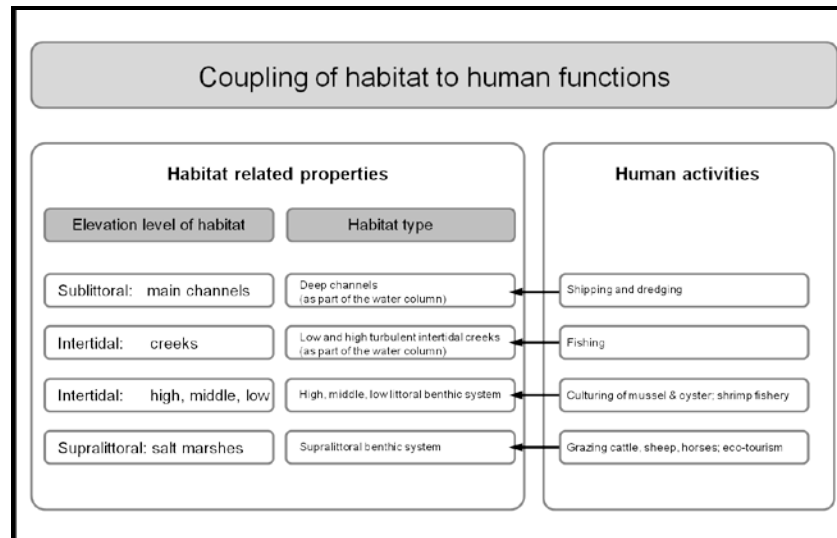 Coupling of habitat to human functions
Habitat related properties
Human activities
Elevation level of habitat
Habitat type
Sublittoral: main channels
Deep channels
(as part of the water column)
Shipping and dredging
Intertidal: creeks
Low and high turbulent intertidal creeks
(as part of the water column)
Fishing
Intertidal: high, middle, low
High, middle, low littoral benthic system
Culturing of mussel & oyster; shrimp fishery
Supralittoral: salt marshes
Supralittoral benthic system
Grazing cattle, sheep, horses; eco-tourism